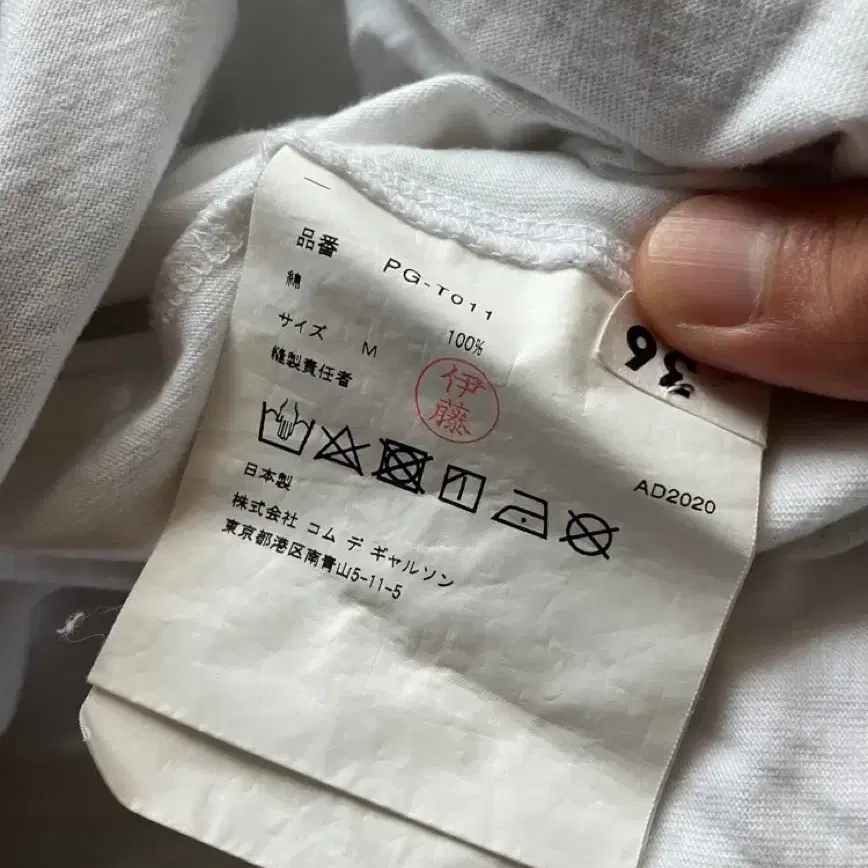 品番 PG-T011
綿 100%
サイズ M
縫製責任者
伊藤
36
AD2020
日本製
株式会社 コム デ ギャルソン
東京都港区南青山5-11-5